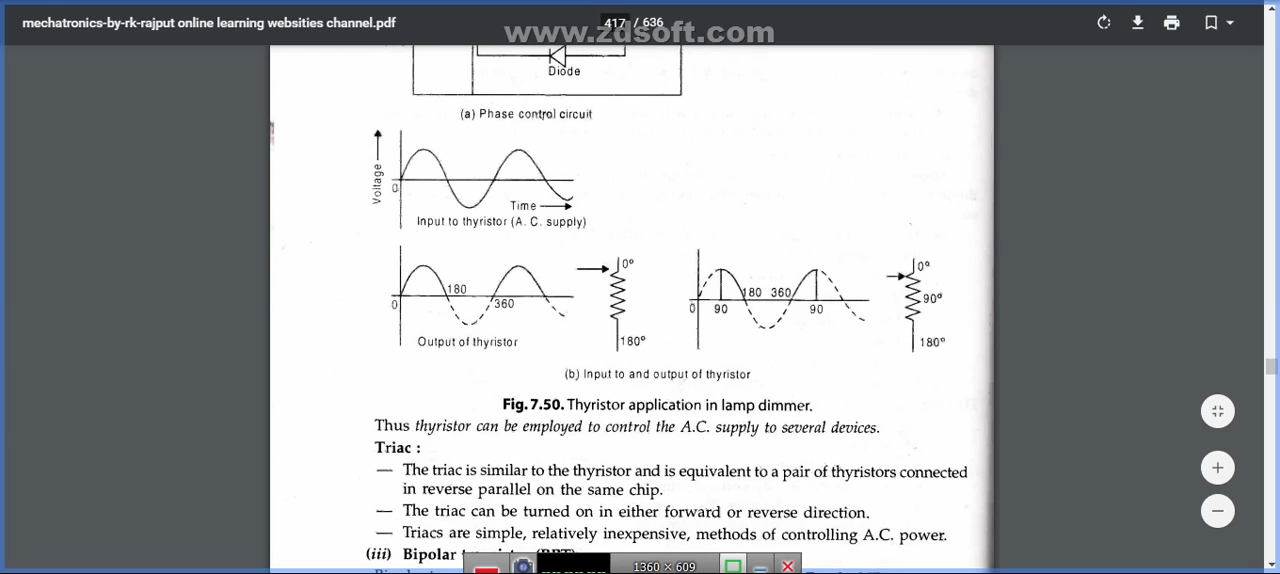 mechatronics-by-rk-rajput online learning websities channel.pdf
417 / 636
www.zdsoft.com
Diode
(a) Phase control circuit
Voltage
0
Time
Input to thyristor (A. C. supply)
0
180
360
Output of thyristor
0°
180°
0
90
180 360
90
0°
90°
180°
(b) Input to and output of thyristor
Fig. 7.50. Thyristor application in lamp dimmer.
Thus thyristor can be employed to control the A.C. supply to several devices.
Triac :
— The triac is similar to the thyristor and is equivalent to a pair of thyristors connected
in reverse parallel on the same chip.
— The triac can be turned on in either forward or reverse direction.
— Triacs are simple, relatively inexpensive, methods of controlling A.C. power.
(iii) Bipolar
1360 × 609